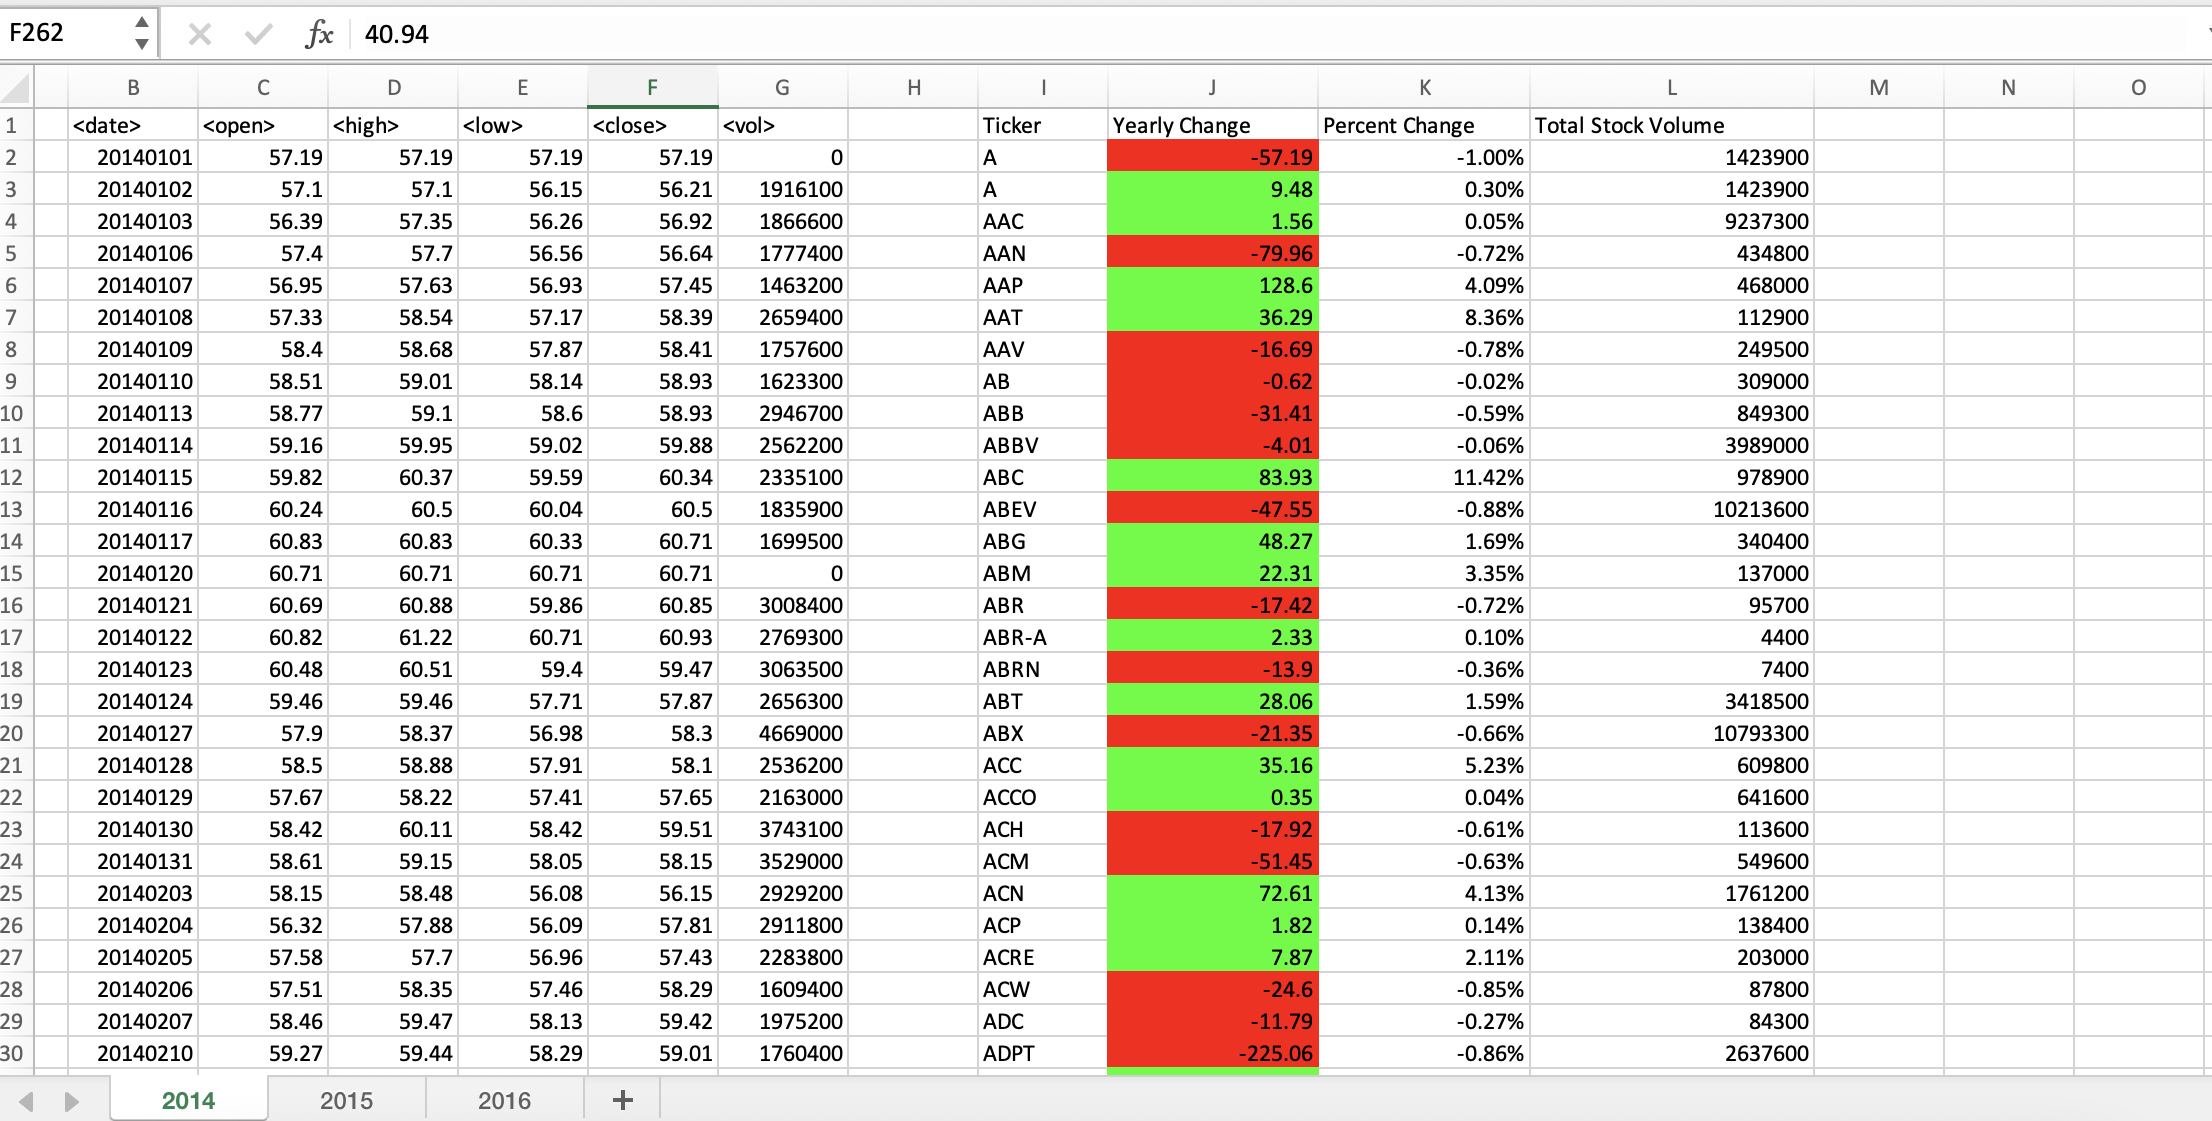 F262 fx 40.94
B C D E F G H I J K L M N O
1 <date> <open> <high> <low> <close> <vol> Ticker Yearly Change Percent Change Total Stock Volume
2 20140101 57.19 57.19 57.19 57.19 0 A -57.19 -1.00% 1423900
3 20140102 57.1 57.1 56.15 56.21 1916100 A 9.48 0.30% 1423900
4 20140103 56.39 57.35 56.26 56.92 1866600 AAC 1.56 0.05% 9237300
5 20140106 57.4 57.7 56.56 56.64 1777400 AAN -79.96 -0.72% 434800
6 20140107 56.95 57.63 56.93 57.45 1463200 AAP 128.6 4.09% 468000
7 20140108 57.33 58.54 57.17 58.39 2659400 AAT 36.29 8.36% 112900
8 20140109 58.4 58.68 57.87 58.41 1757600 AAV -16.69 -0.78% 249500
9 20140110 58.51 59.01 58.14 58.93 1623300 AB -0.62 -0.02% 309000
10 20140113 58.77 59.1 58.6 58.93 2946700 ABB -31.41 -0.59% 849300
11 20140114 59.16 59.95 59.02 59.88 2562200 ABBV -4.01 -0.06% 3989000
12 20140115 59.82 60.37 59.59 60.34 2335100 ABC 83.93 11.42% 978900
13 20140116 60.24 60.5 60.04 60.5 1835900 ABEV -47.55 -0.88% 10213600
14 20140117 60.83 60.83 60.33 60.71 1699500 ABG 48.27 1.69% 340400
15 20140120 60.71 60.71 60.71 60.71 0 ABM 22.31 3.35% 137000
16 20140121 60.69 60.88 59.86 60.85 3008400 ABR -17.42 -0.72% 95700
17 20140122 60.82 61.22 60.71 60.93 2769300 ABR-A 2.33 0.10% 4400
18 20140123 60.48 60.51 59.4 59.47 3063500 ABRN -13.9 -0.36% 7400
19 20140124 59.46 59.46 57.71 57.87 2656300 ABT 28.06 1.59% 3418500
20 20140127 57.9 58.37 56.98 58.3 4669000 ABX -21.35 -0.66% 10793300
21 20140128 58.5 58.88 57.91 58.1 2536200 ACC 35.16 5.23% 609800
22 20140129 57.67 58.22 57.41 57.65 2163000 ACCO 0.35 0.04% 641600
23 20140130 58.42 60.11 58.42 59.51 3743100 ACH -17.92 -0.61% 113600
24 20140131 58.61 59.15 58.05 58.15 3529000 ACM -51.45 -0.63% 549600
25 20140203 58.15 58.48 56.08 56.15 2929200 ACN 72.61 4.13% 1761200
26 20140204 56.32 57.88 56.09 57.81 2911800 ACP 1.82 0.14% 138400
27 20140205 57.58 57.7 56.96 57.43 2283800 ACRE 7.87 2.11% 203000
28 20140206 57.51 58.35 57.46 58.29 1609400 ACW -24.6 -0.85% 87800
29 20140207 58.46 59.47 58.13 59.42 1975200 ADC -11.79 -0.27% 84300
30 20140210 59.27 59.44 58.29 59.01 1760400 ADPT -225.06 -0.86% 2637600
2014 2015 2016 +